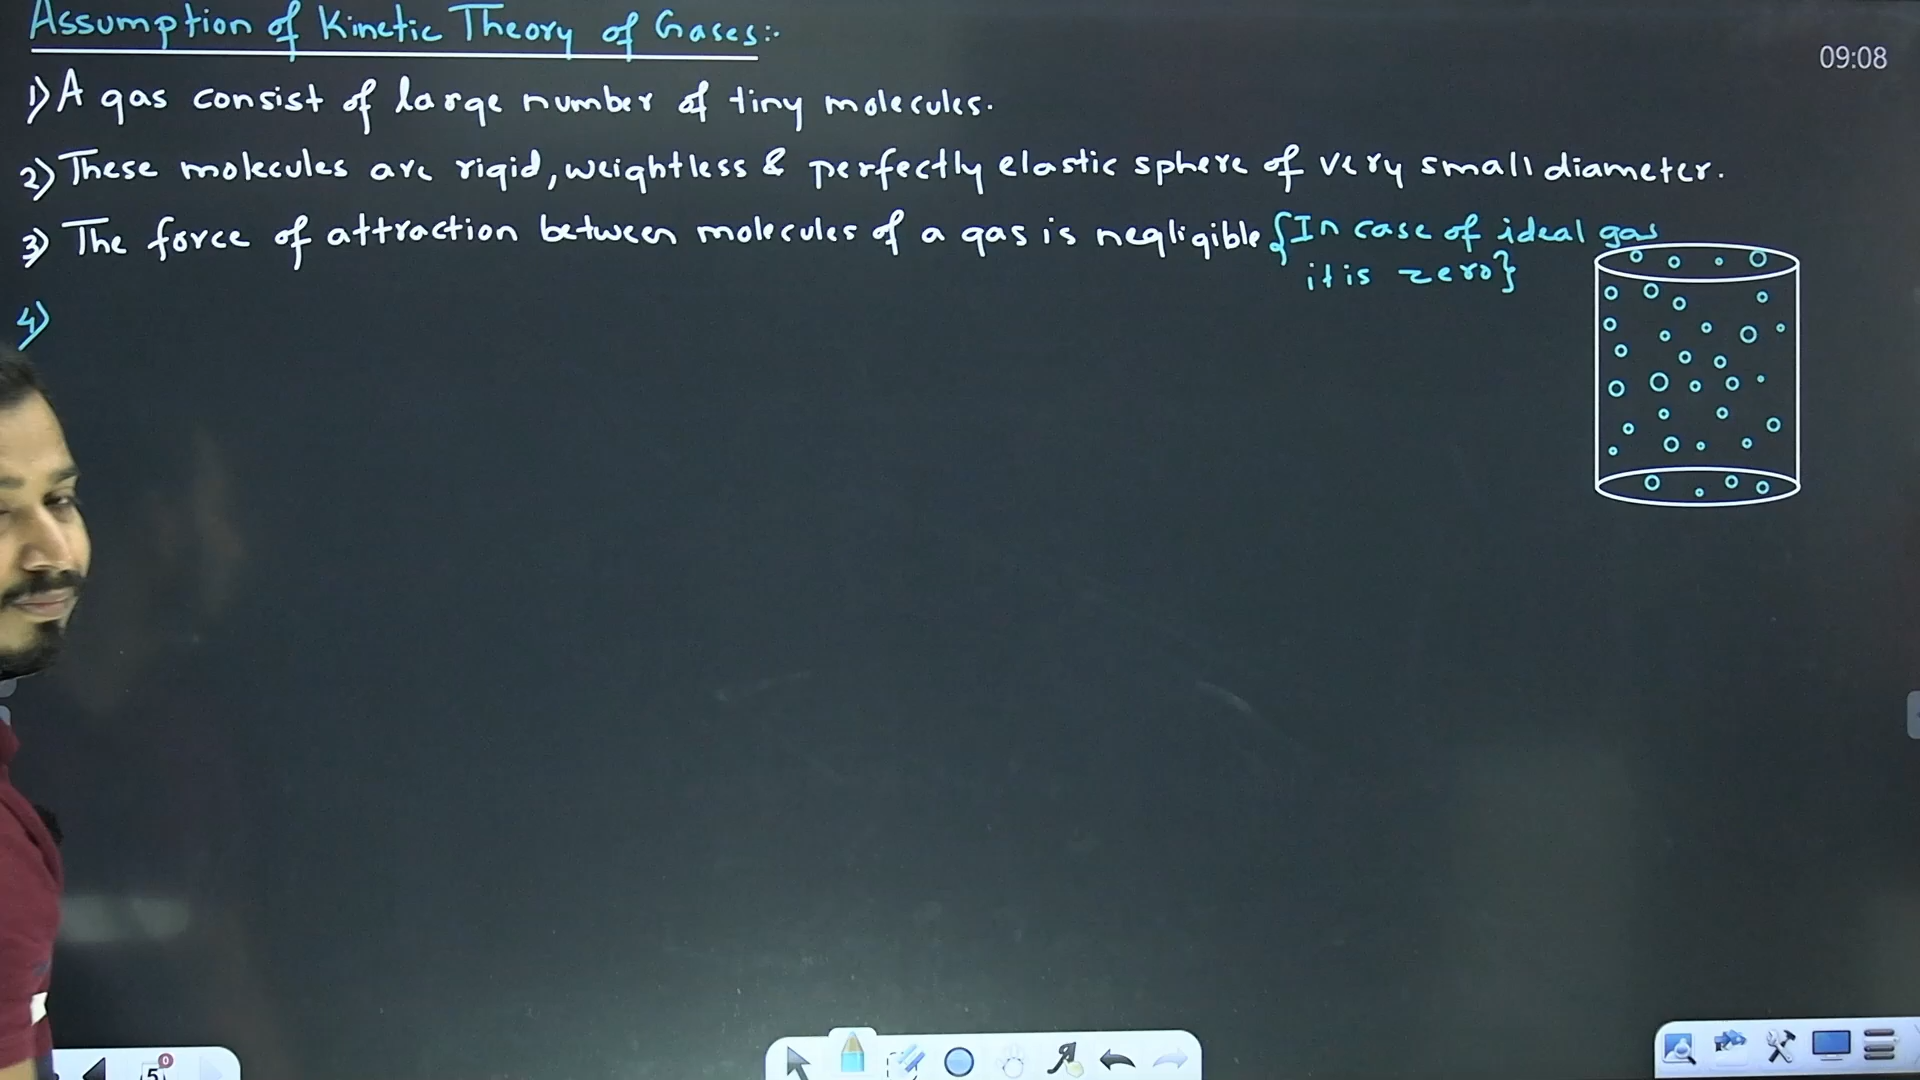 Assumption of Kinetic Theory of Gases:-
09:08
1) A gas consist of large number of tiny molecules.
2) These molecules are rigid, weightless & perfectly elastic sphere of very small diameter.
3) The force of attraction between molecules of a gas is negligible {In case of ideal gas
it is zero}
4)
5
0